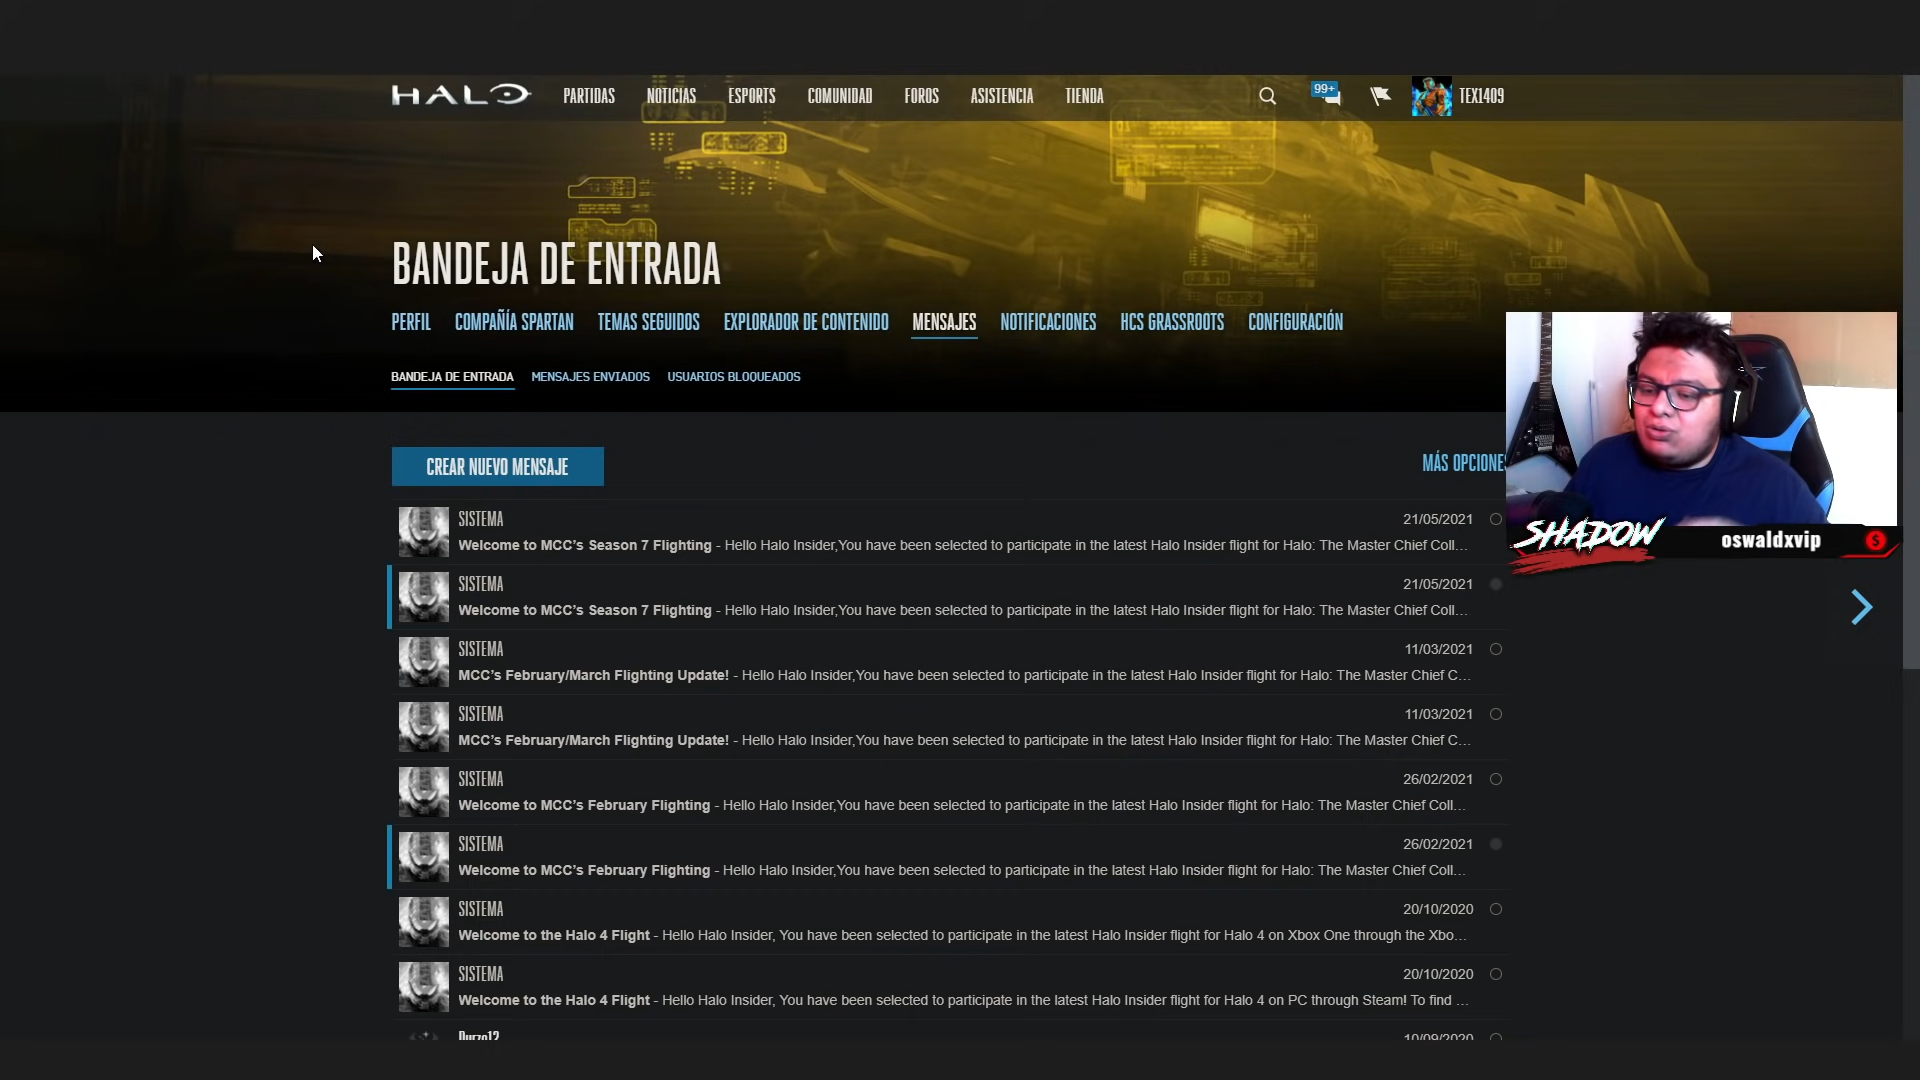 HALO
PARTIDAS NOTICIAS ESPORTS COMUNIDAD FOROS ASISTENCIA TIENDA 99+ TEX1409
BANDEJA DE ENTRADA
PERFIL COMPAÑÍA SPARTAN TEMAS SEGUIDOS EXPLORADOR DE CONTENIDO MENSAJES NOTIFICACIONES HCS GRASSROOTS CONFIGURACIÓN
BANDEJA DE ENTRADA MENSAJES ENVIADOS USUARIOS BLOQUEADOS
CREAR NUEVO MENSAJE
MÁS OPCIONES
SISTEMA 21/05/2021
Welcome to MCC's Season 7 Flighting - Hello Halo Insider,You have been selected to participate in the latest Halo Insider flight for Halo: The Master Chief Coll…
SHADOW oswaldxvip $
SISTEMA 21/05/2021
Welcome to MCC's Season 7 Flighting - Hello Halo Insider,You have been selected to participate in the latest Halo Insider flight for Halo: The Master Chief Coll…
SISTEMA 11/03/2021
MCC's February/March Flighting Update! - Hello Halo Insider,You have been selected to participate in the latest Halo Insider flight for Halo: The Master Chief C…
SISTEMA 11/03/2021
MCC's February/March Flighting Update! - Hello Halo Insider,You have been selected to participate in the latest Halo Insider flight for Halo: The Master Chief C…
SISTEMA 26/02/2021
Welcome to MCC's February Flighting - Hello Halo Insider,You have been selected to participate in the latest Halo Insider flight for Halo: The Master Chief Coll…
SISTEMA 26/02/2021
Welcome to MCC's February Flighting - Hello Halo Insider,You have been selected to participate in the latest Halo Insider flight for Halo: The Master Chief Coll…
SISTEMA 20/10/2020
Welcome to the Halo 4 Flight - Hello Halo Insider, You have been selected to participate in the latest Halo Insider flight for Halo 4 on Xbox One through the Xbo…
SISTEMA 20/10/2020
Welcome to the Halo 4 Flight - Hello Halo Insider, You have been selected to participate in the latest Halo Insider flight for Halo 4 on PC through Steam! To find …
10/09/2020